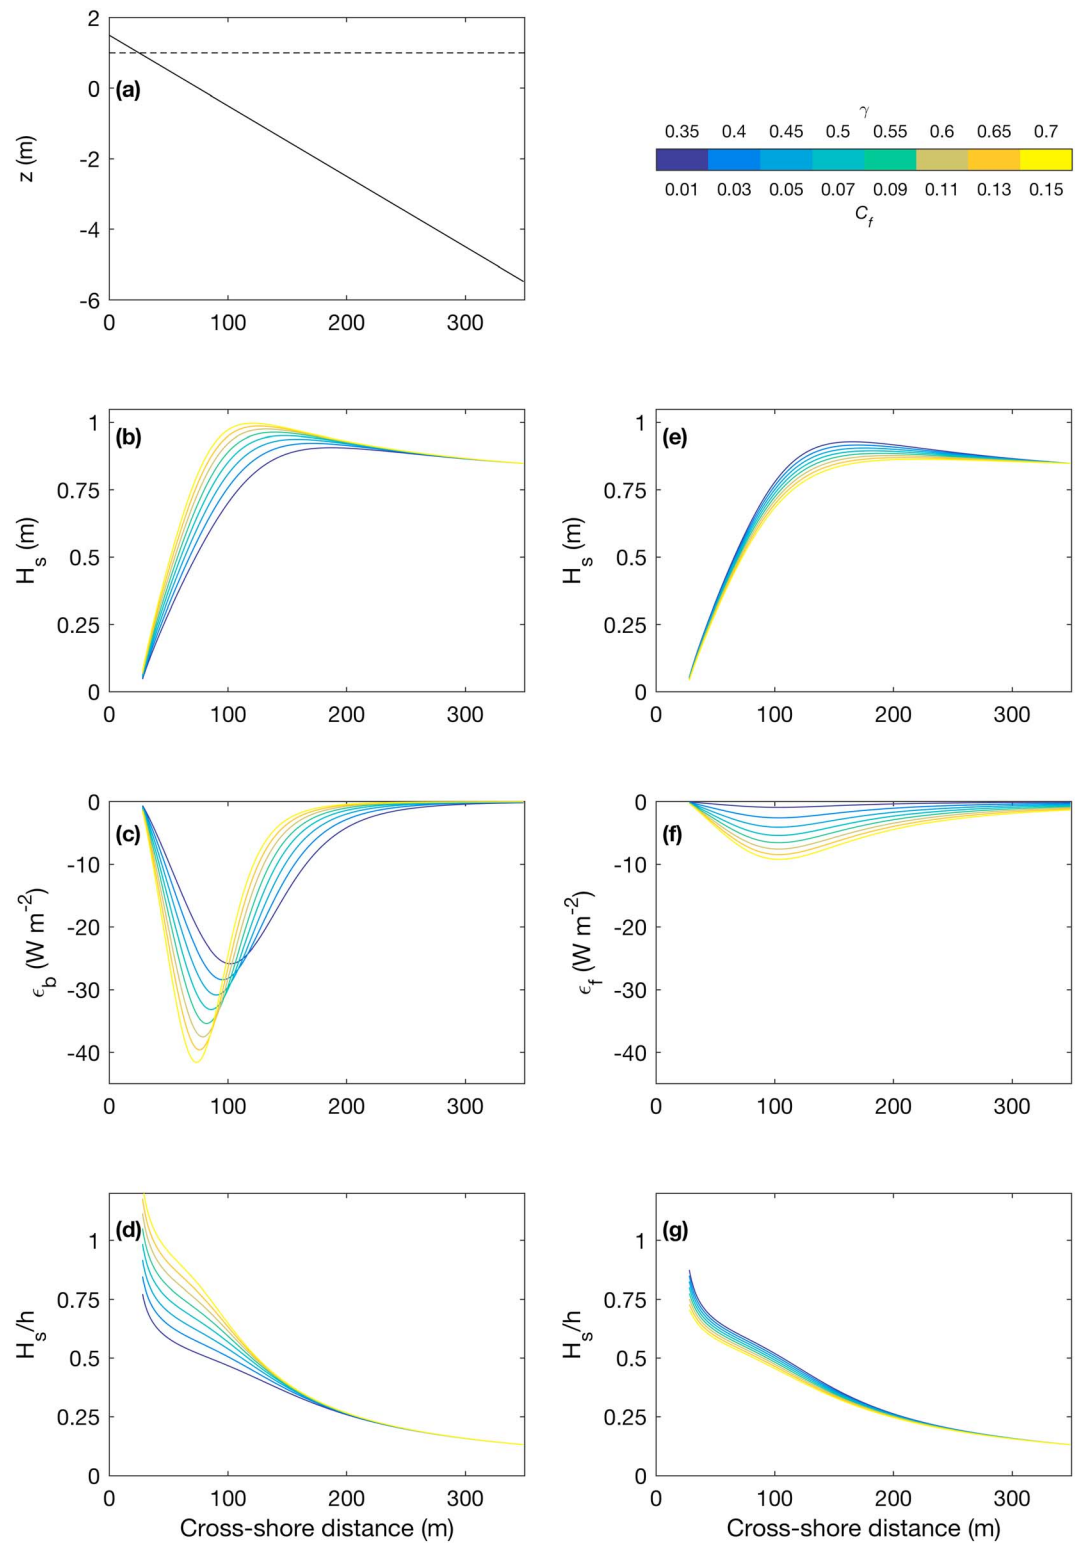 2
0
-2
-4
-6
z (m)
(a)
0 100 200 300
γ
0.35 0.4 0.45 0.5 0.55 0.6 0.65 0.7
0.01 0.03 0.05 0.07 0.09 0.11 0.13 0.15
C_f
1
0.75
0.5
0.25
0
H_s (m)
(b)
0 100 200 300
1
0.75
0.5
0.25
0
H_s (m)
(e)
0 100 200 300
0
-10
-20
-30
-40
ϵ_b (W m^-2)
(c)
0 100 200 300
0
-10
-20
-30
-40
ϵ_f (W m^-2)
(f)
0 100 200 300
1
0.75
0.5
0.25
0
H_s/h
(d)
0 100 200 300
Cross-shore distance (m)
1
0.75
0.5
0.25
0
H_s/h
(g)
0 100 200 300
Cross-shore distance (m)